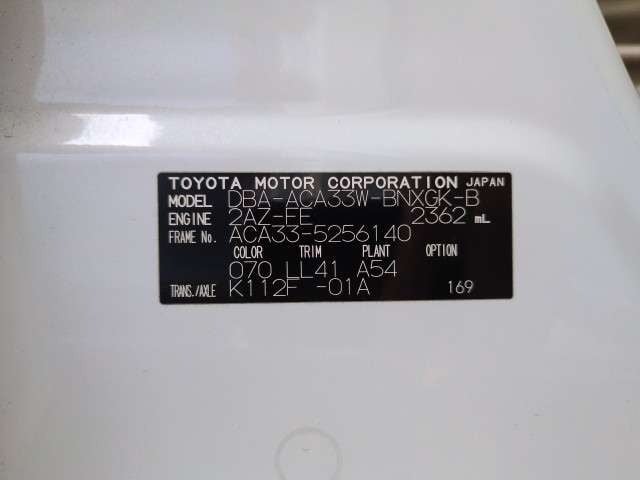 TOYOTA MOTOR CORPORATION JAPAN
MODEL DBA-ACA33W-BNXGK-B
ENGINE 2AZ-FE 2362 mL
FRAME No. ACA33-5256140
COLOR TRIM PLANT OPTION
070 LL41 A54
TRANS./AXLE K112F -01A 169